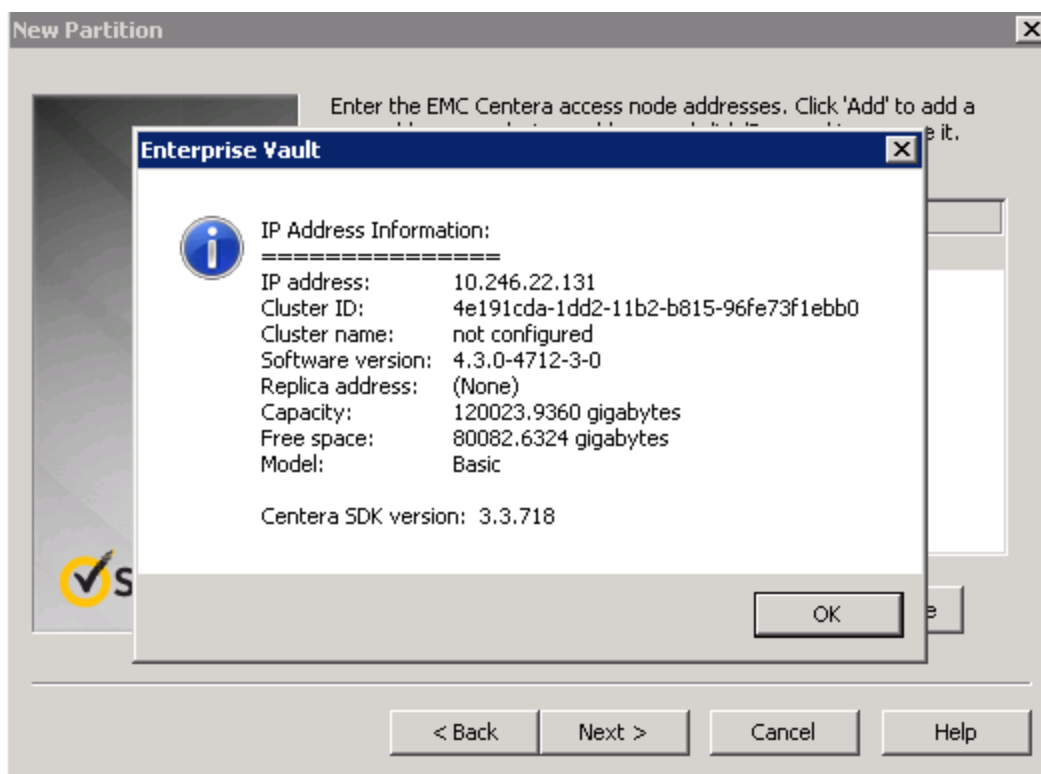 New Partition
Enter the EMC Centera access node addresses. Click 'Add' to add a
it.
Enterprise Vault
IP Address Information:
===============
IP address: 10.246.22.131
Cluster ID: 4e191cda-1dd2-11b2-b815-96fe73f1ebb0
Cluster name: not configured
Software version: 4.3.0-4712-3-0
Replica address: (None)
Capacity: 120023.9360 gigabytes
Free space: 80082.6324 gigabytes
Model: Basic
Centera SDK version: 3.3.718
OK
< Back Next > Cancel Help